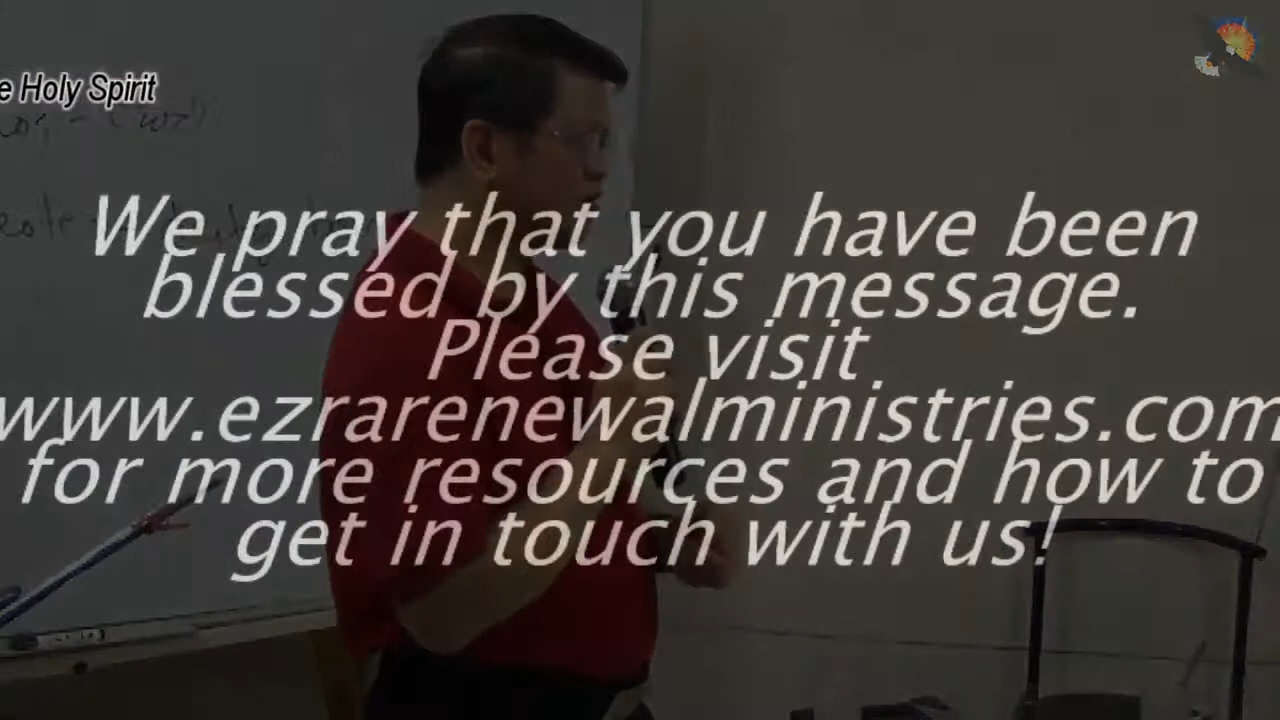 e Holy Spirit
We pray that you have been
blessed by this message.
Please visit
www.ezrarenewalministries.com
for more resources and how to
get in touch with us!